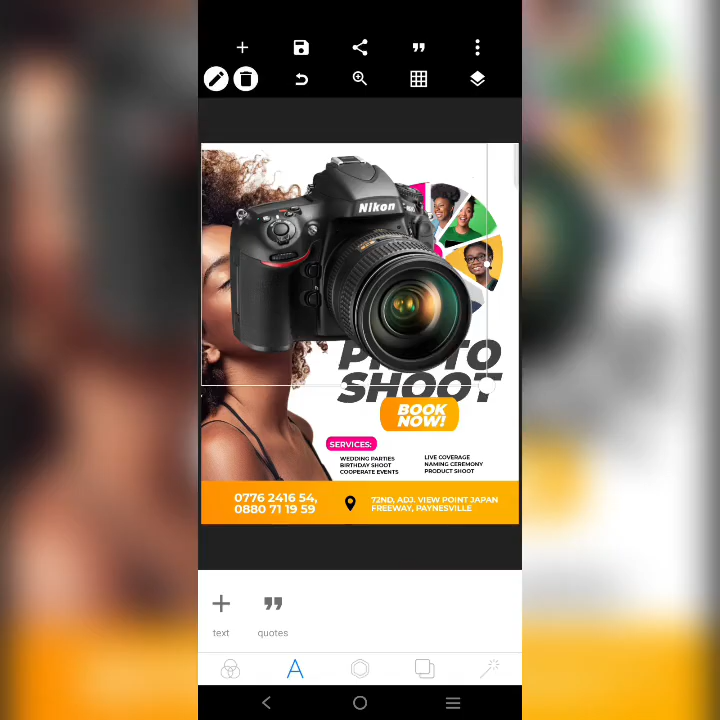 Nikon
PHOTO
SHOOT
BOOK
NOW!
SERVICES:
WEDDING PARTIES
BIRTHDAY SHOOT
COOPERATE EVENTS
LIVE COVERAGE
NAMING CEREMONY
PRODUCT SHOOT
0776 2416 54,
0880 71 19 59
72ND, ADJ. VIEW POINT JAPAN
FREEWAY, PAYNESVILLE
text
quotes